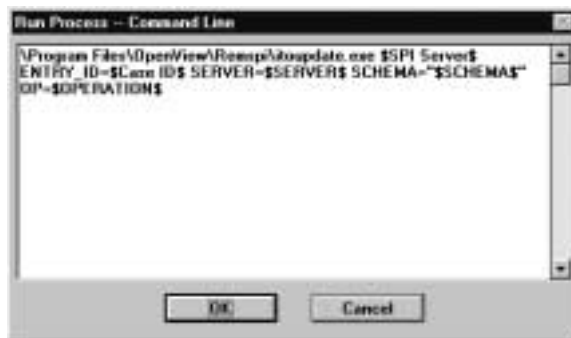 Run Process -- Command Line
\Program Files\OpenView\Remspi\itoupdate.exe $SPI Server$
ENTRY_ID=$Case ID$ SERVER=$SERVER$ SCHEMA="$SCHEMA$"
OP=$OPERATION$
OK
Cancel